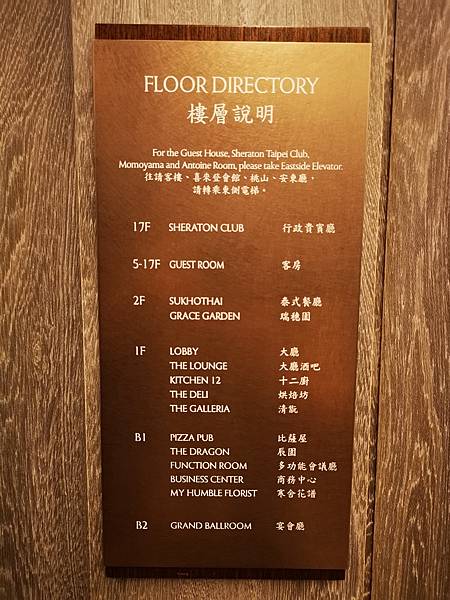 FLOOR DIRECTORY
樓層說明
For the Guest House, Sheraton Taipei Club,
Momoyama and Antoine Room, please take Eastside Elevator.
往請客樓、喜來登會館、桃山、安東廳，
請轉乘東側電梯。
17F SHERATON CLUB 行政貴賓廳
5-17F GUEST ROOM 客房
2F SUKHOTHAI 泰式餐廳
GRACE GARDEN 瑞穗園
1F LOBBY 大廳
THE LOUNGE 大廳酒吧
KITCHEN 12 十二廚
THE DELI 烘焙坊
THE GALLERIA 清翫
B1 PIZZA PUB 比薩屋
THE DRAGON 辰園
FUNCTION ROOM 多功能會議廳
BUSINESS CENTER 商務中心
MY HUMBLE FLORIST 寒舍花譜
B2 GRAND BALLROOM 宴會廳